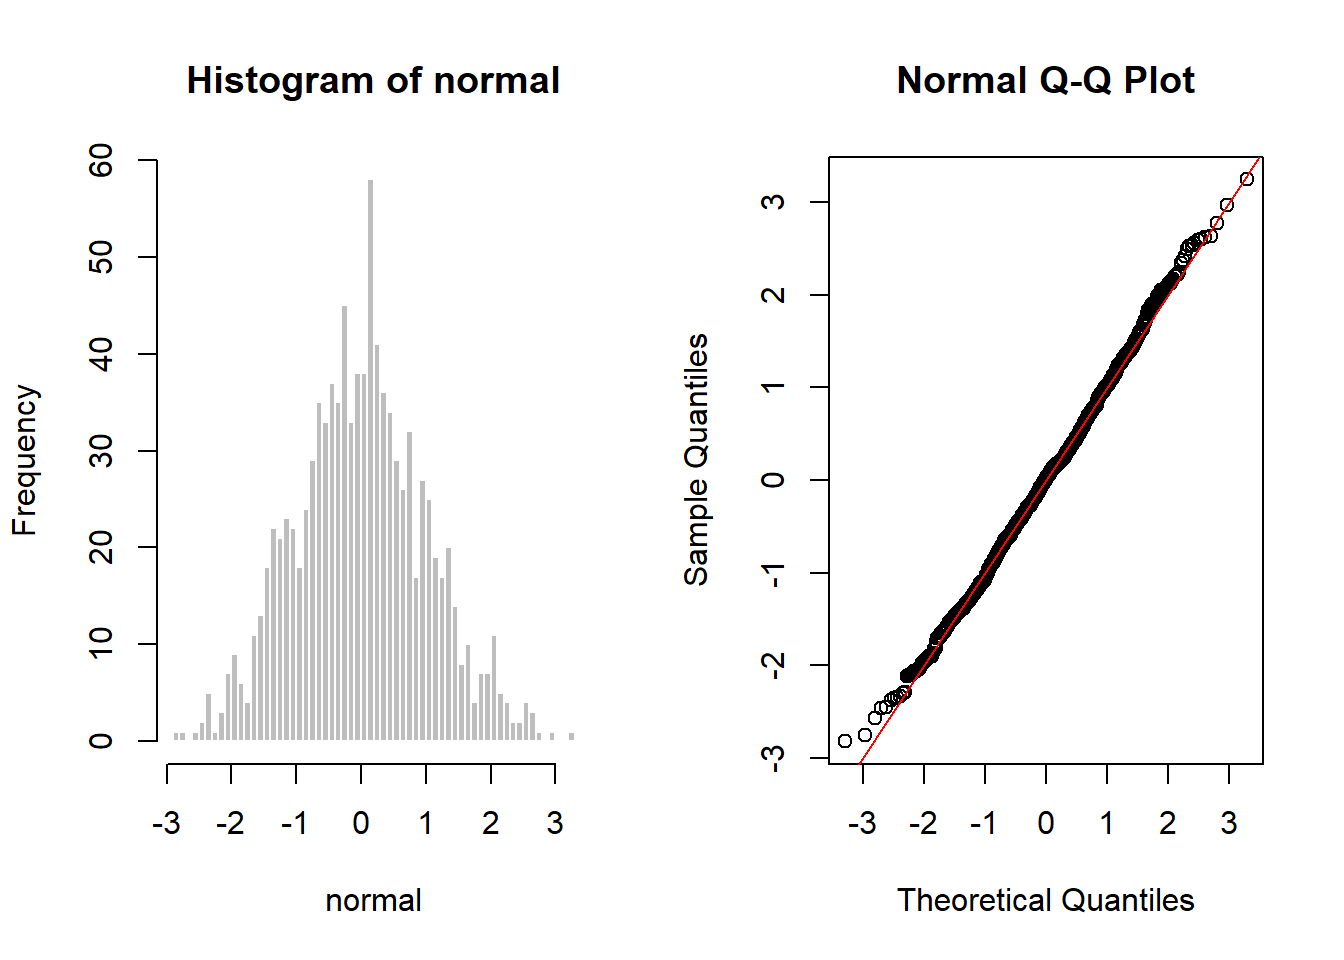 Histogram of normal
Frequency
60
50
40
30
20
10
0
-3 -2 -1 0 1 2 3
normal
Normal Q-Q Plot
Sample Quantiles
3
2
1
0
-1
-2
-3
-3 -2 -1 0 1 2 3
Theoretical Quantiles